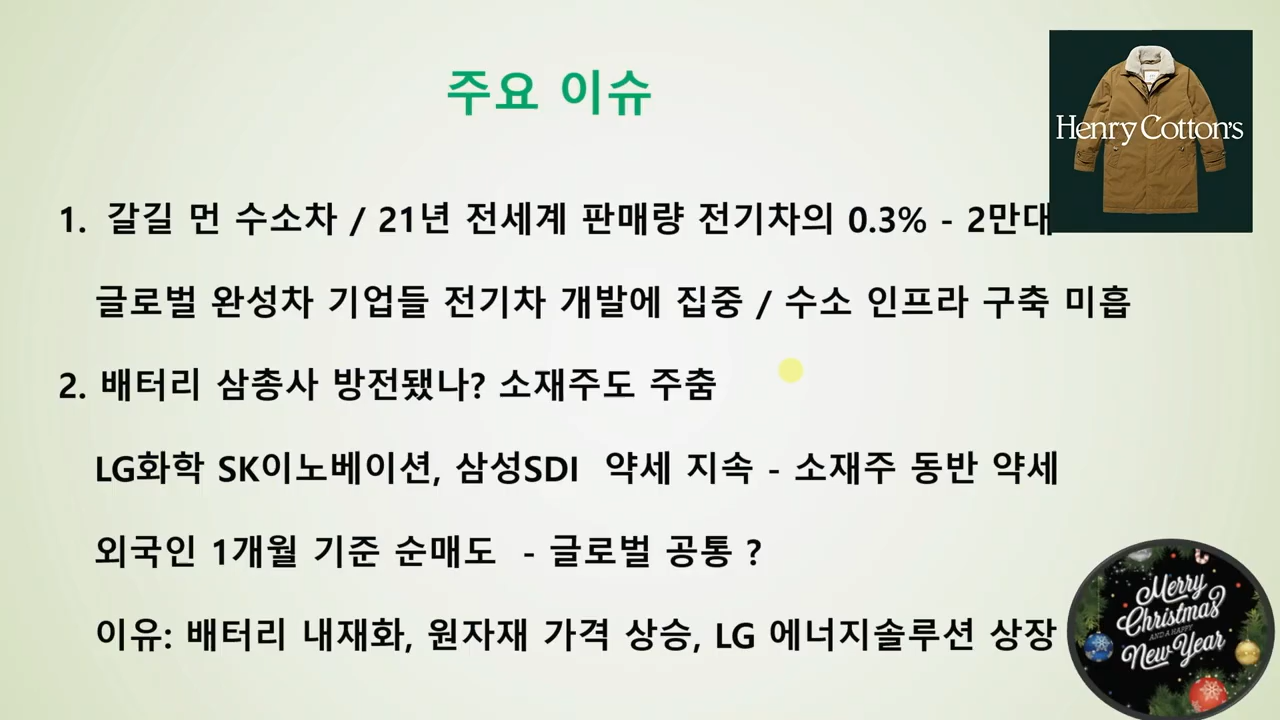 주요 이슈
Henry Cotton's
1. 갈길 먼 수소차 / 21년 전세계 판매량 전기차의 0.3% - 2만대
글로벌 완성차 기업들 전기차 개발에 집중 / 수소 인프라 구축 미흡
2. 배터리 삼총사 방전됐나? 소재주도 주춤
LG화학 SK이노베이션, 삼성SDI 약세 지속 - 소재주 동반 약세
외국인 1개월 기준 순매도 - 글로벌 공통 ?
이유: 배터리 내재화, 원자재 가격 상승, LG 에너지솔루션 상장
Merry
Christmas
AND A HAPPY
New Year